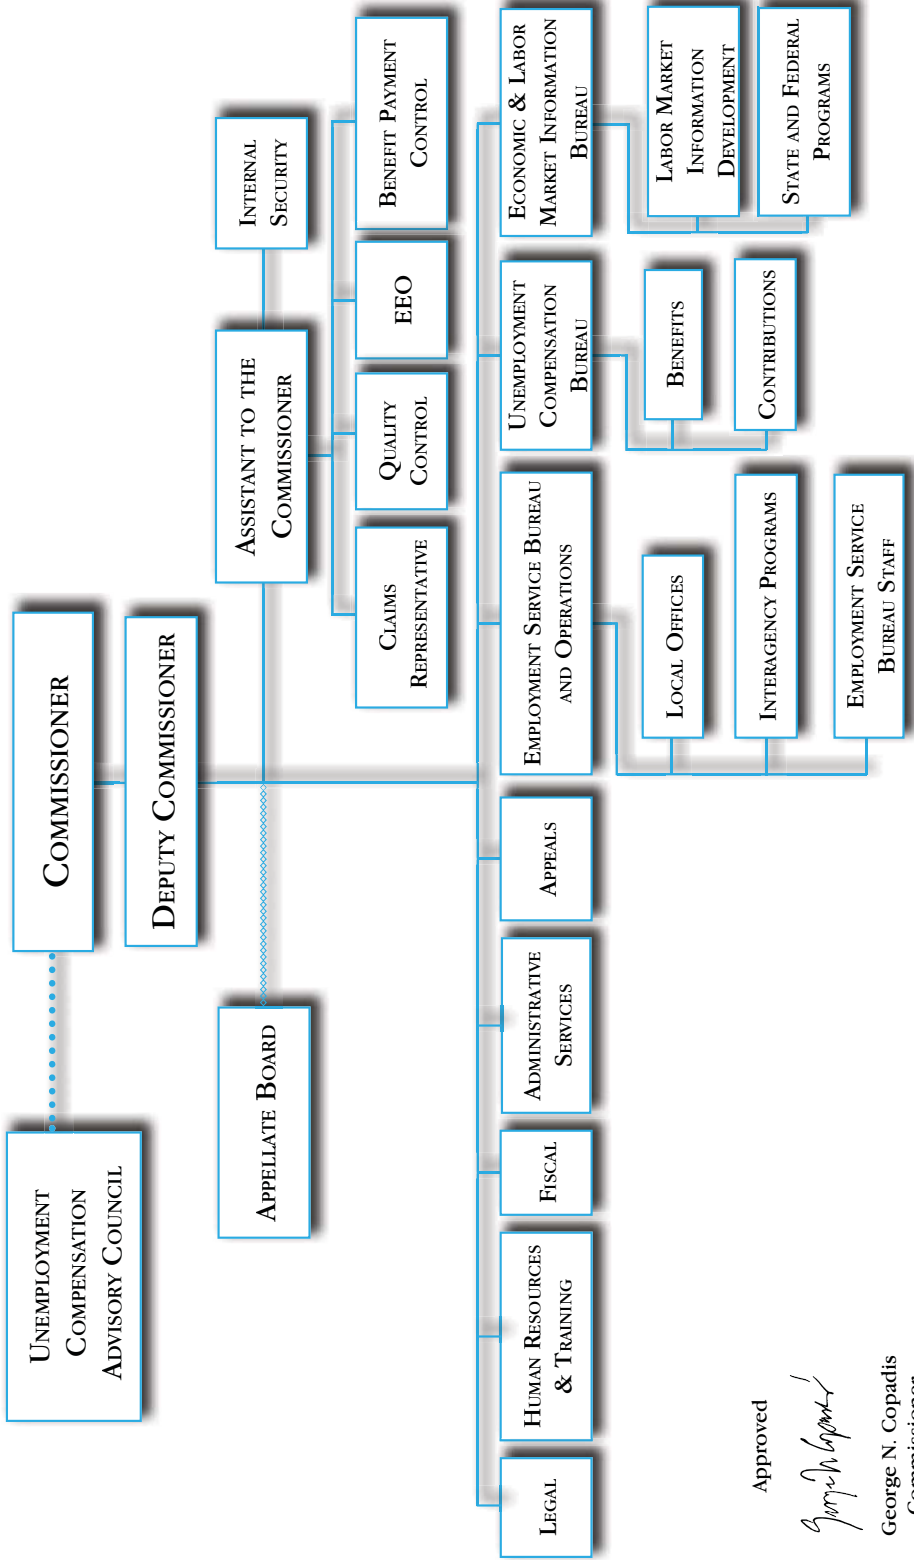 Unemployment
Compensation
Advisory Council
Commissioner
Deputy Commissioner
Appellate Board
Assistant to the
Commissioner
Internal
Security
Claims
Representative
Quality
Control
EEO
Benefit Payment
Control
Legal
Human Resources
& Training
Fiscal
Administrative
Services
Appeals
Employment Service Bureau
and Operations
Unemployment
Compensation
Bureau
Economic & Labor
Market Information
Bureau
Local Offices
Interagency Programs
Employment Service
Bureau Staff
Benefits
Contributions
Labor Market
Information
Development
State and Federal
Programs
Approved
George N. Copadis
Commissioner